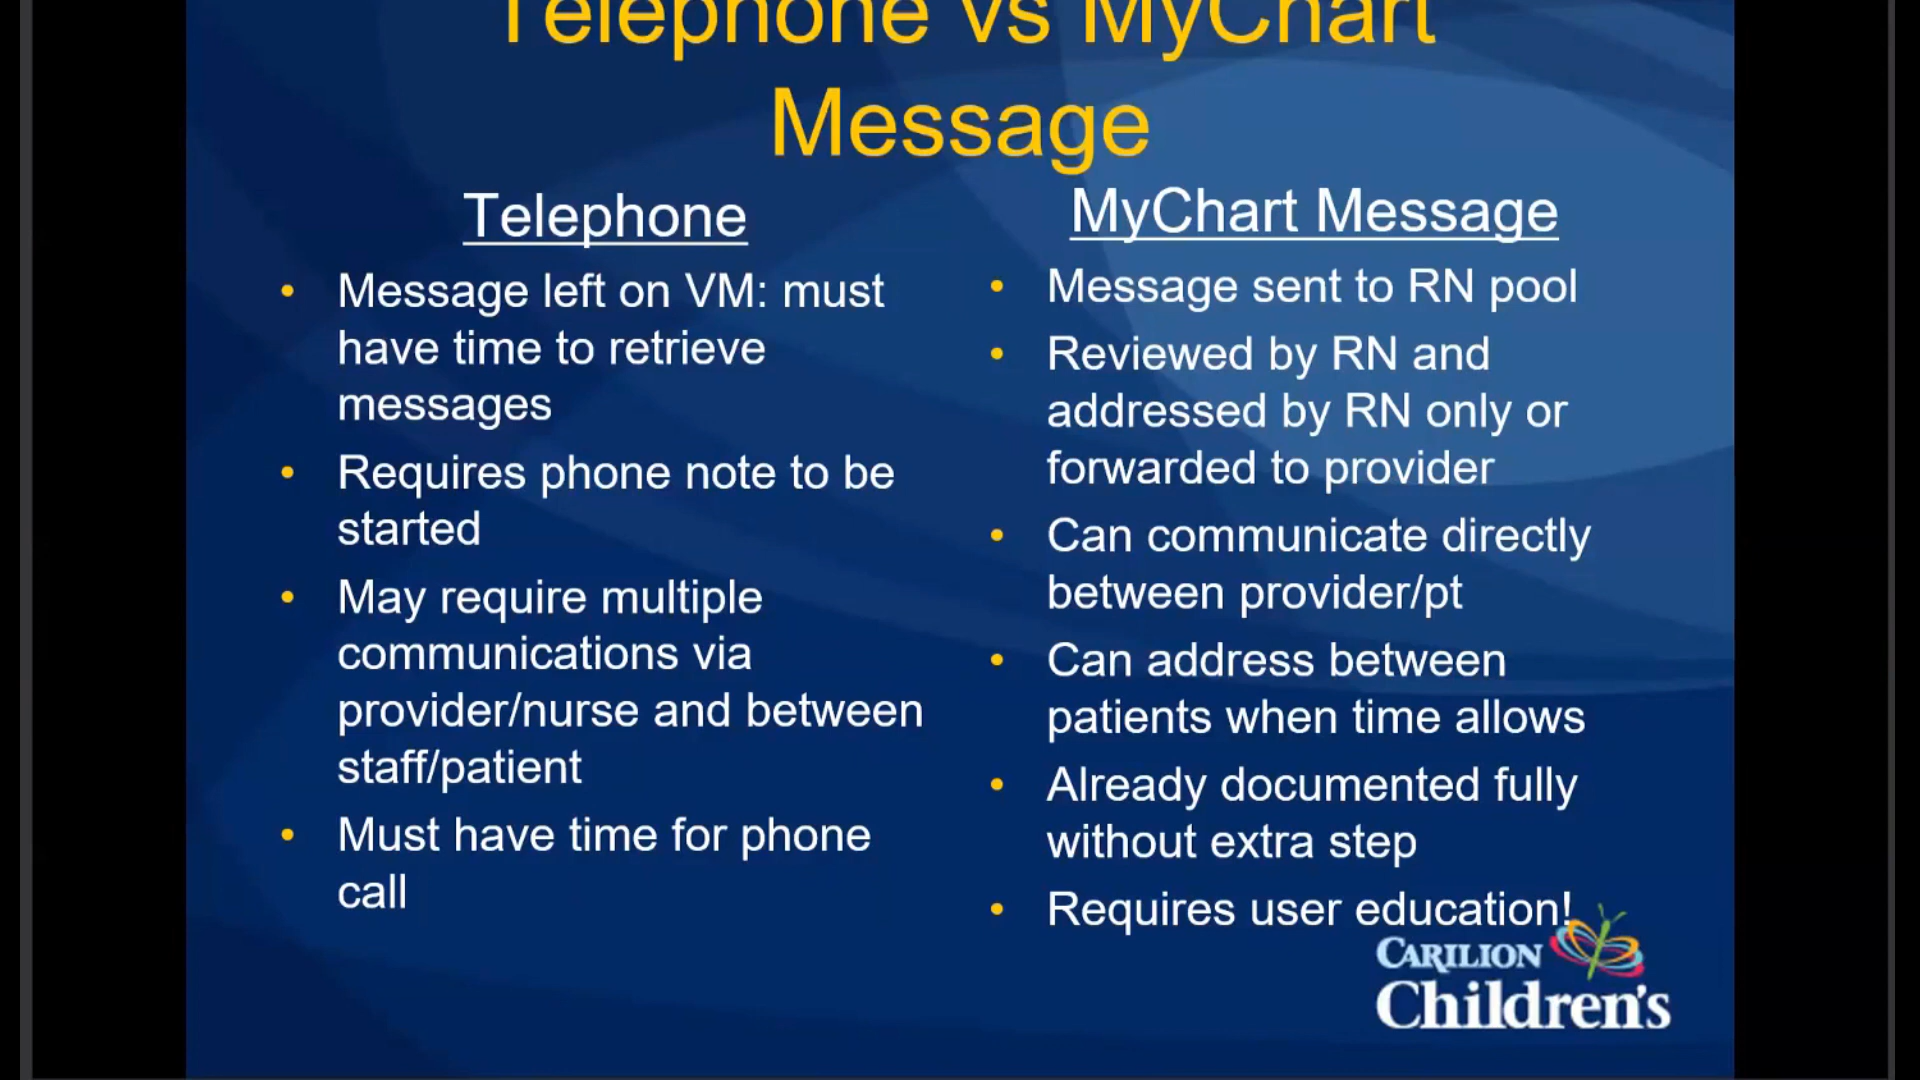 Telephone vs MyChart
Message
Telephone
• Message left on VM: must
have time to retrieve
messages
• Requires phone note to be
started
• May require multiple
communications via
provider/nurse and between
staff/patient
• Must have time for phone
call
MyChart Message
• Message sent to RN pool
• Reviewed by RN and
addressed by RN only or
forwarded to provider
• Can communicate directly
between provider/pt
• Can address between
patients when time allows
• Already documented fully
without extra step
• Requires user education!
CARILION
Children's